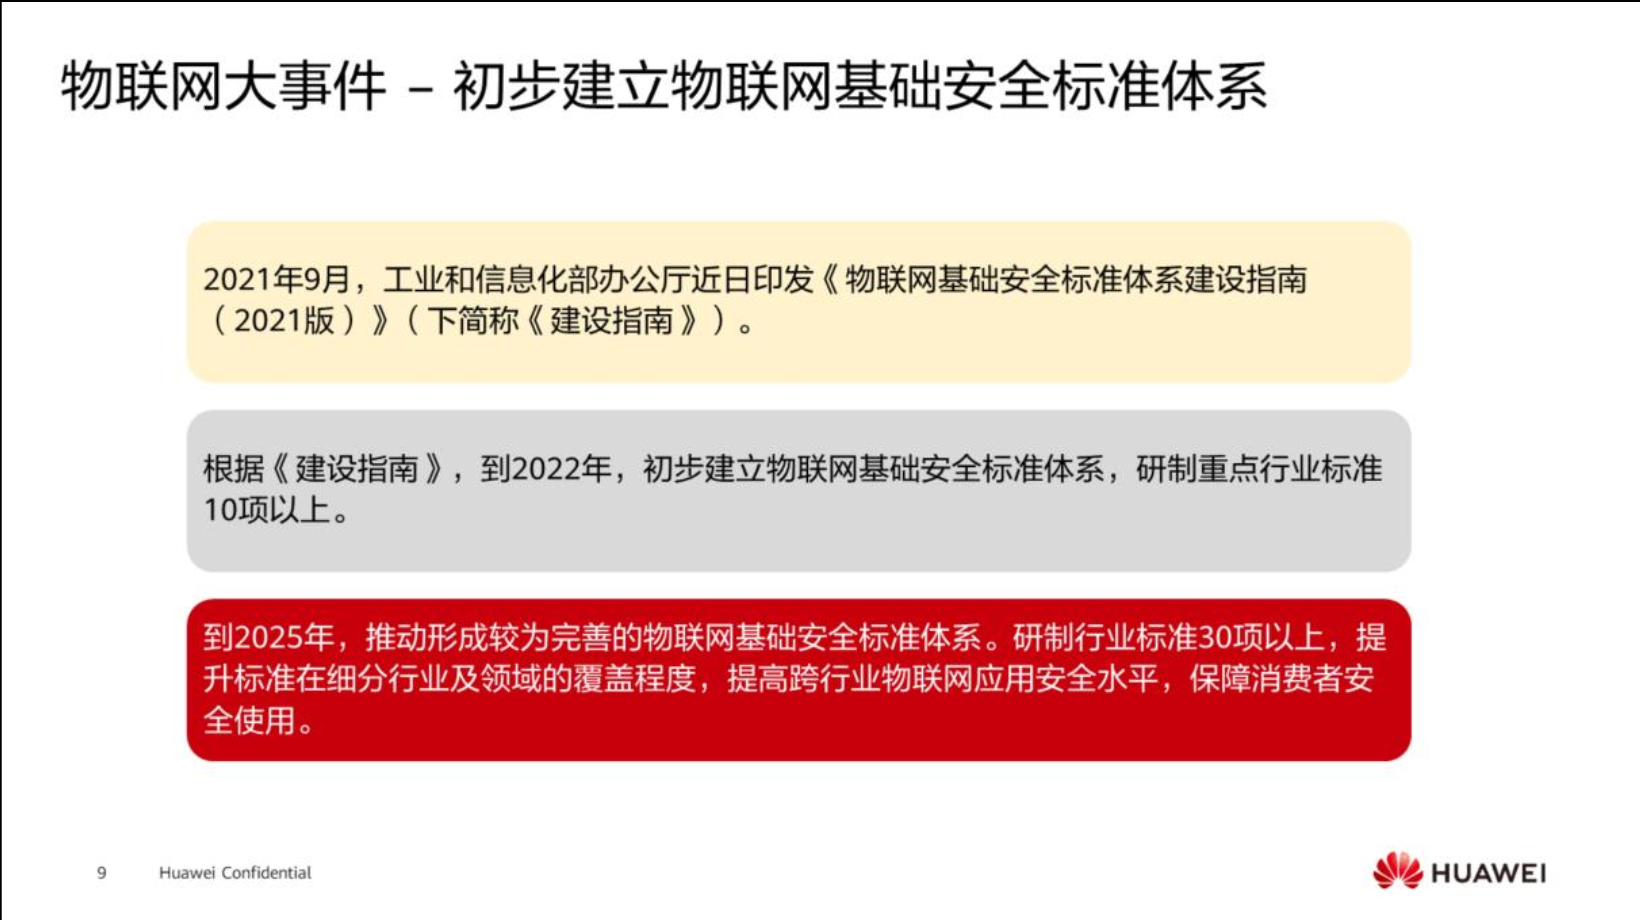 物联网大事件 – 初步建立物联网基础安全标准体系
2021年9月，工业和信息化部办公厅近日印发《物联网基础安全标准体系建设指南
（2021版）》（下简称《建设指南》）。
根据《建设指南》，到2022年，初步建立物联网基础安全标准体系，研制重点行业标准
10项以上。
到2025年，推动形成较为完善的物联网基础安全标准体系。研制行业标准30项以上，提
升标准在细分行业及领域的覆盖程度，提高跨行业物联网应用安全水平，保障消费者安
全使用。
9 Huawei Confidential
HUAWEI